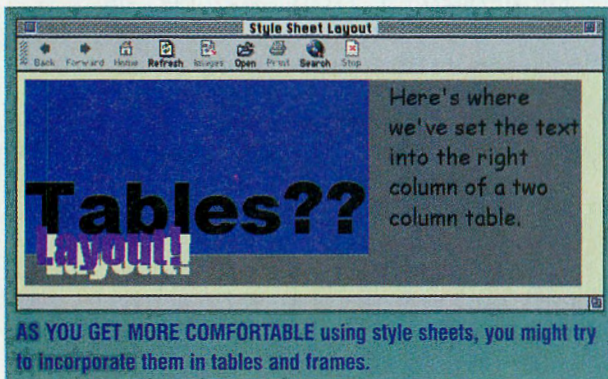 Style Sheet Layout
Back Forward Home Refresh Images Open Print Search Stop
Tables??
Layout!
Here's where
we've set the text
into the right
column of a two
column table.
AS YOU GET MORE COMFORTABLE using style sheets, you might try
to incorporate them in tables and frames.